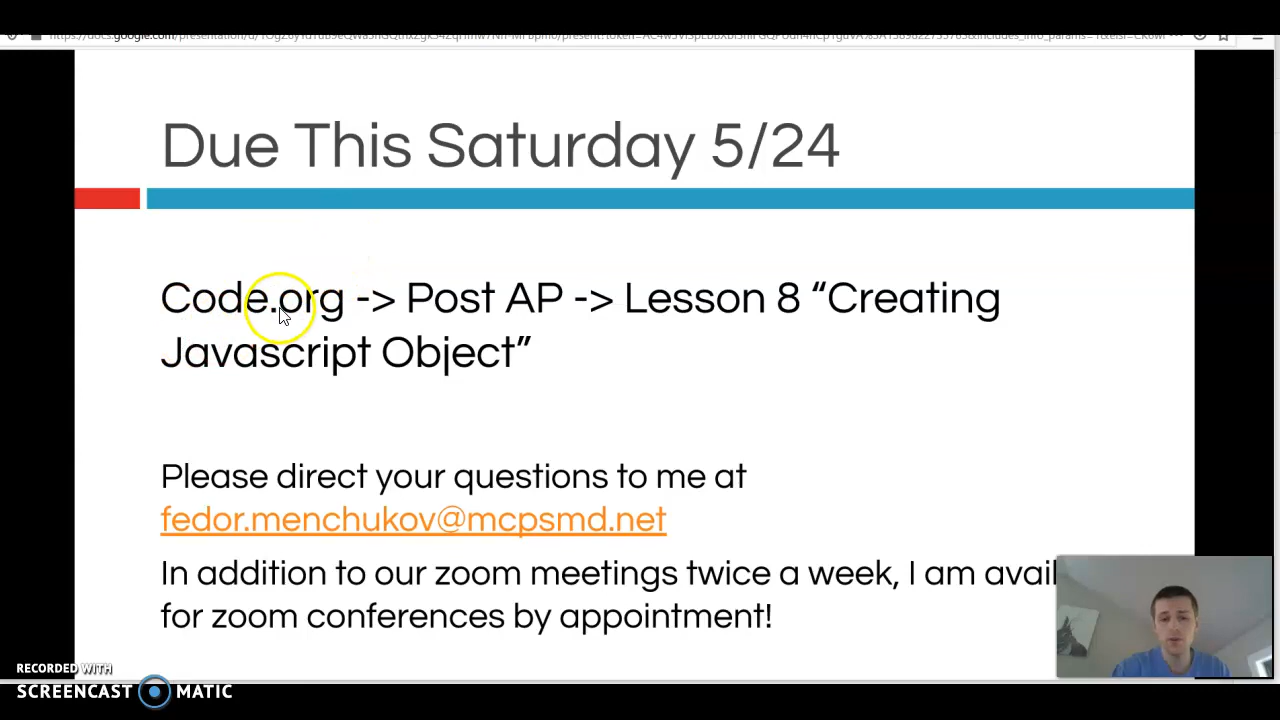 Due This Saturday 5/24
Code.org -> Post AP -> Lesson 8 “Creating
Javascript Object”
Please direct your questions to me at
fedor.menchukov@mcpsmd.net
In addition to our zoom meetings twice a week, I am avail
for zoom conferences by appointment!
RECORDED WITH
SCREENCAST MATIC